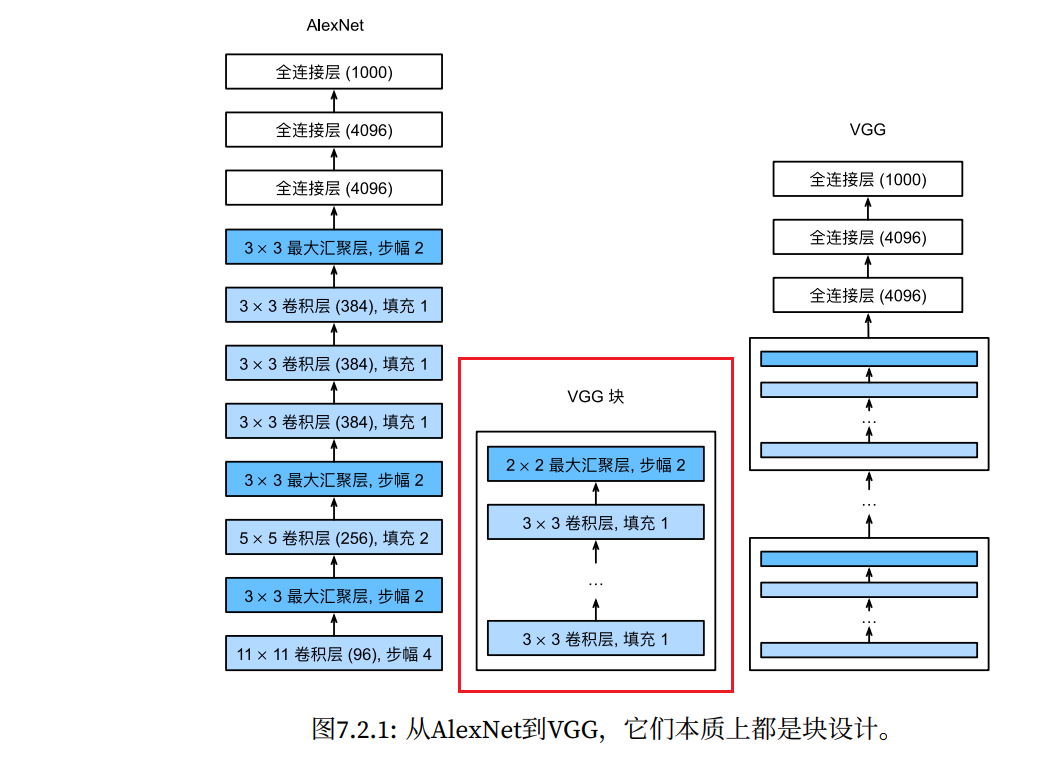 AlexNet
全连接层 (1000)
全连接层 (4096)
全连接层 (4096)
3 × 3 最大汇聚层, 步幅 2
3 × 3 卷积层 (384), 填充 1
3 × 3 卷积层 (384), 填充 1
3 × 3 卷积层 (384), 填充 1
3 × 3 最大汇聚层, 步幅 2
5 × 5 卷积层 (256), 填充 2
3 × 3 最大汇聚层, 步幅 2
11 × 11 卷积层 (96), 步幅 4
VGG 块
2 × 2 最大汇聚层, 步幅 2
3 × 3 卷积层, 填充 1
...
3 × 3 卷积层, 填充 1
VGG
全连接层 (1000)
全连接层 (4096)
全连接层 (4096)
...
...
...
图7.2.1: 从AlexNet到VGG，它们本质上都是块设计。